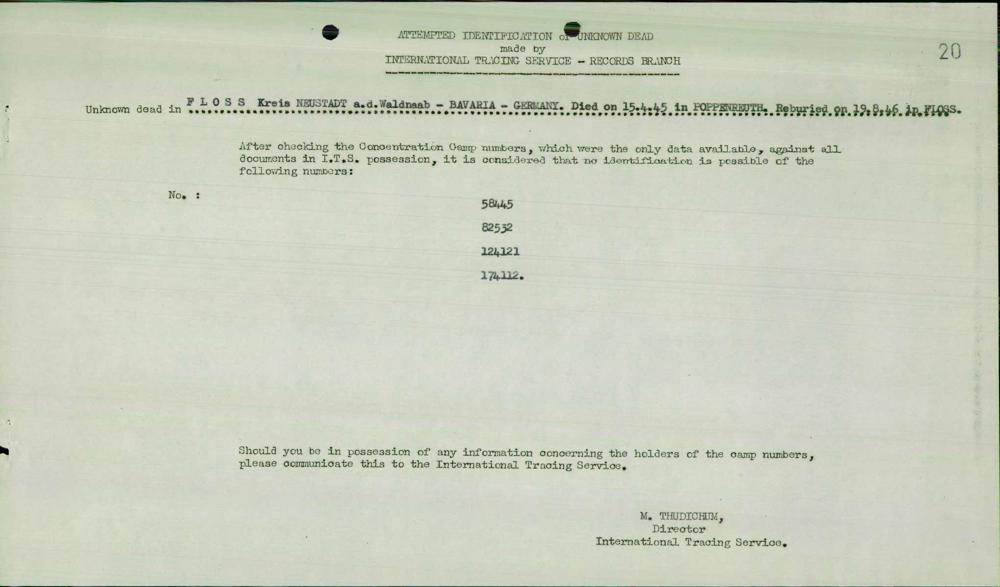 ATTEMPTED IDENTIFICATION of UNKNOWN DEAD
made by
INTERNATIONAL TRACING SERVICE - RECORDS BRANCH
20
Unknown dead in F L O S S Kreis NEUSTADT a.d.Waldnaab - BAVARIA - GERMANY. Died on 15.4.45 in POPPENREUTH. Reburied on 19.8.46 in FLOSS.
After checking the Concentration Camp numbers, which were the only data available, against all
documents in I.T.S. possession, it is considered that no identification is possible of the
following numbers:
No. :
58445
82532
124121
174112.
Should you be in possession of any information concerning the holders of the camp numbers,
please communicate this to the International Tracing Service.
M. THUDICHUM,
Director
International Tracing Service.